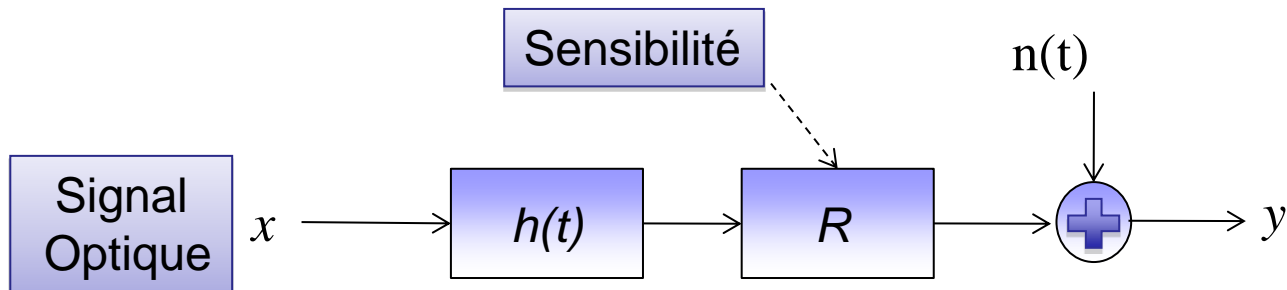 Sensibilité
n(t)
Signal
Optique
x
h(t)
R
y